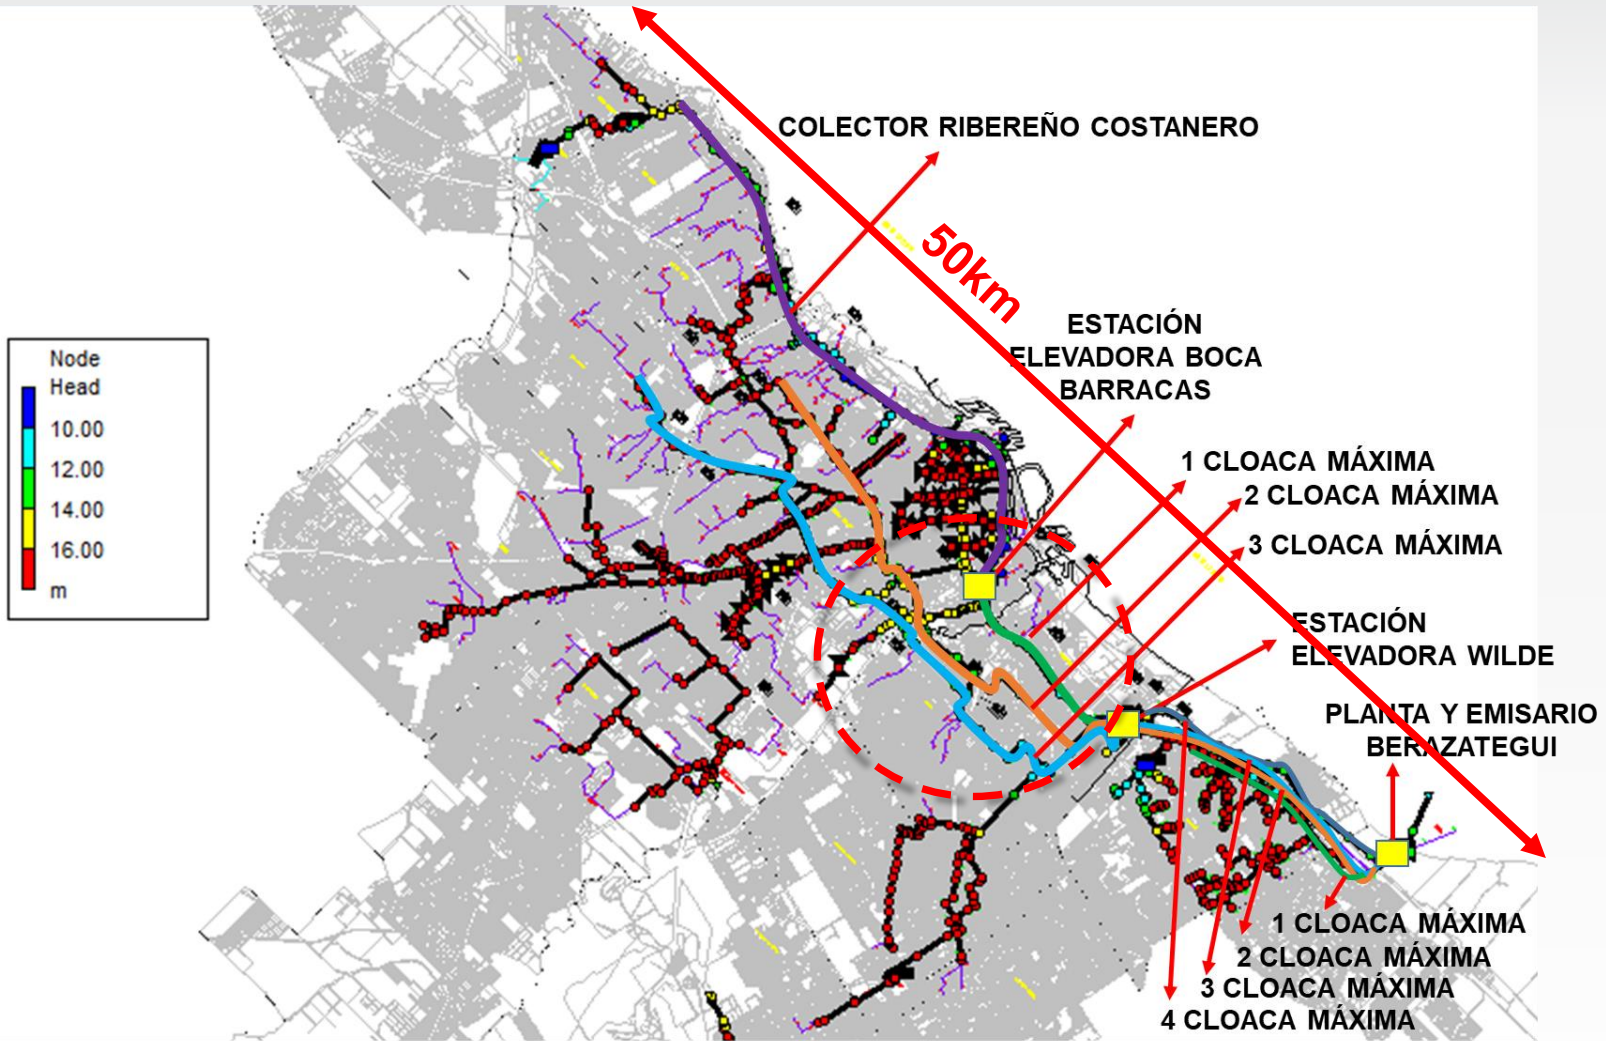 COLECTOR RIBEREÑO COSTANERO
50km
ESTACIÓN
ELEVADORA BOCA
BARRACAS
Node
Head
10.00
12.00
14.00
16.00
m
1 CLOACA MÁXIMA
2 CLOACA MÁXIMA
3 CLOACA MÁXIMA
ESTACIÓN
ELEVADORA WILDE
PLANTA Y EMISARIO
BERAZATEGUI
1 CLOACA MÁXIMA
2 CLOACA MÁXIMA
3 CLOACA MÁXIMA
4 CLOACA MÁXIMA